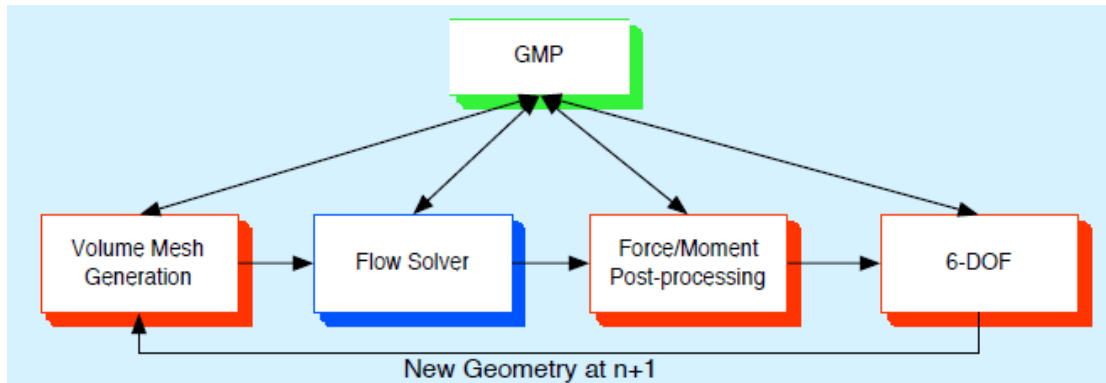 GMP
Volume Mesh
Generation
Flow Solver
Force/Moment
Post-processing
6-DOF
New Geometry at n+1